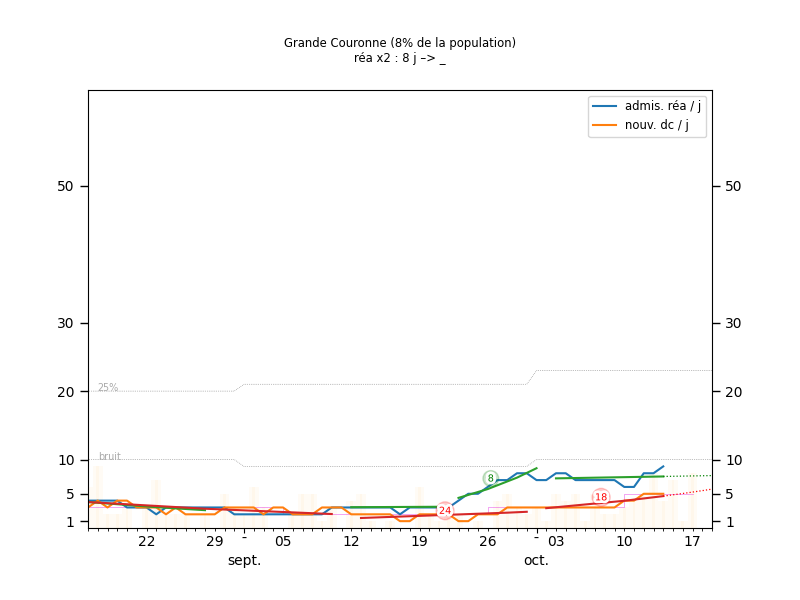 Grande Couronne (8% de la population)
réa x2 : 8 j –> _
admis. réa / j
nouv. dc / j
50 50
30 30
25%
20 20
bruit
10 10
8
5 18 5
24
1 1
22 29 05 12 19 26 03 10 17
sept. oct.